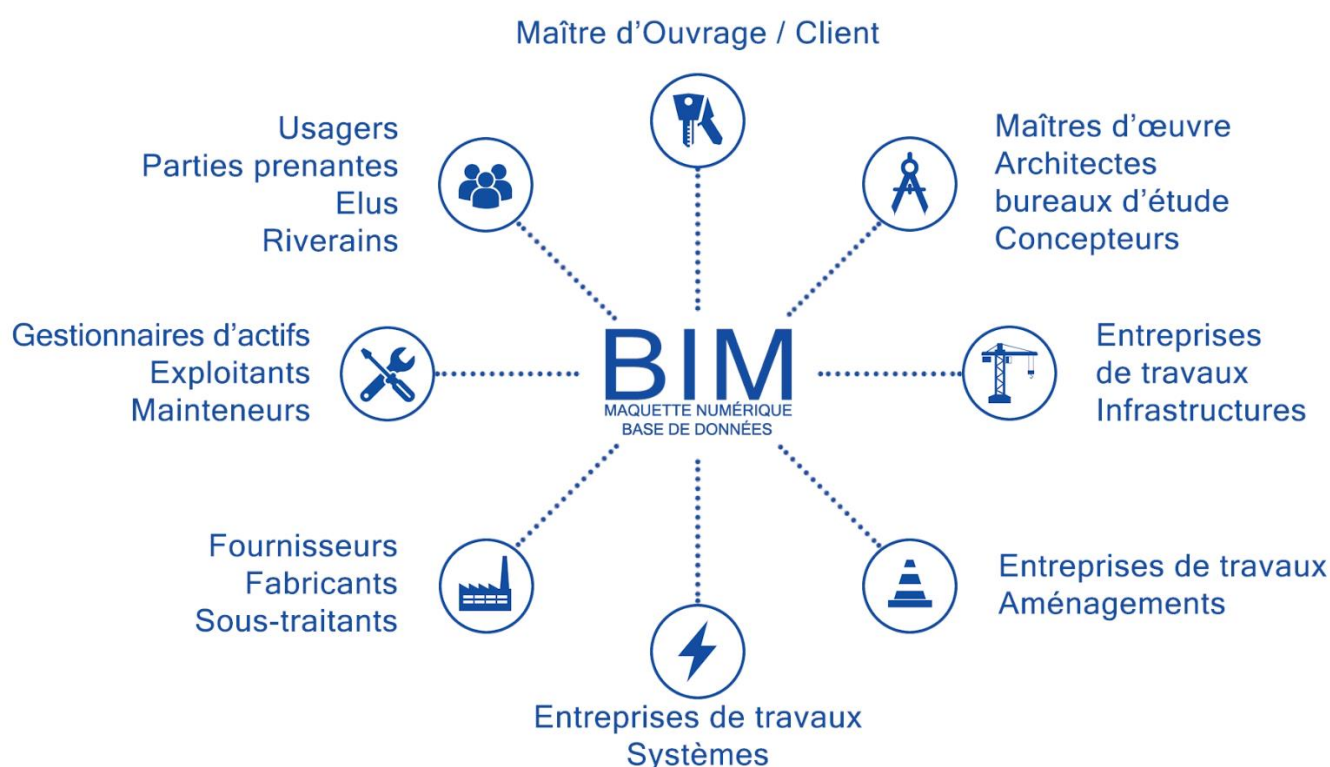 Maître d'Ouvrage / Client
Usagers
Parties prenantes
Elus
Riverains
Maîtres d'œuvre
Architectes
bureaux d'étude
Concepteurs
Gestionnaires d'actifs
Exploitants
Mainteneurs
BIM
MAQUETTE NUMÉRIQUE
BASE DE DONNÉES
Entreprises
de travaux
Infrastructures
Fournisseurs
Fabricants
Sous-traitants
Entreprises de travaux
Aménagements
Entreprises de travaux
Systèmes